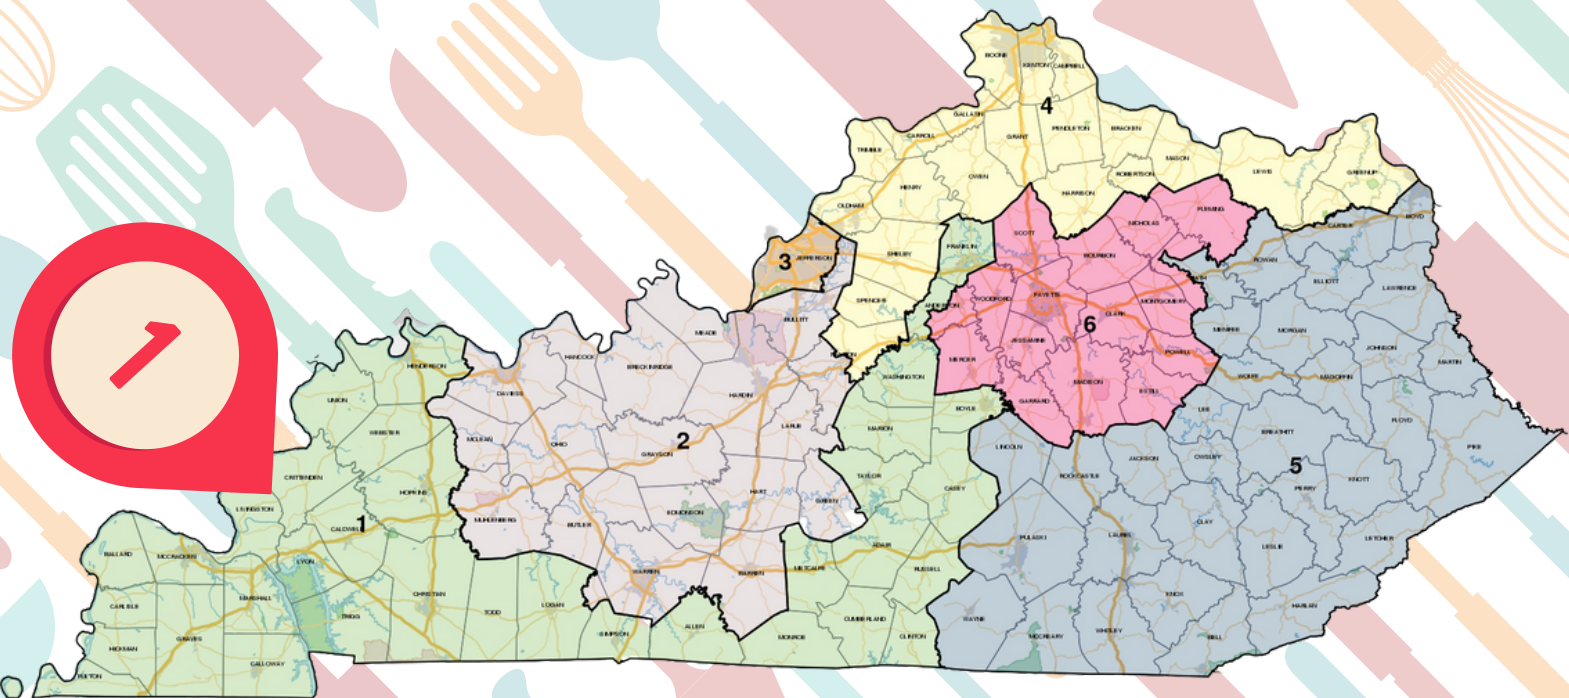 1
BOONE
KENTON
CAMPBELL
4
GALLATIN
CARROLL
GRANT
PENDLETON
BRACKEN
TRIMBLE
MASON
OWEN
ROBERTSON
LEWIS
GREENUP
HENRY
HARRISON
OLDHAM
NICHOLAS
FLEMING
BOYD
SCOTT
CARTER
FRANKLIN
SHELBY
BOURBON
ROWAN
3
JEFFERSON
ELLIOTT
LAWRENCE
BATH
WOODFORD
FAYETTE
MONTGOMERY
SPENCER
ANDERSON
CLARK
BULLITT
6
MENIFEE
MORGAN
MEADE
JESSAMINE
JOHNSON
POWELL
HANCOCK
MERCER
MARTIN
HENDERSON
BRECKINRIDGE
WASHINGTON
WOLFE
MAGOFFIN
MADISON
DAVIESS
HARDIN
ESTILL
UNION
GARRARD
BOYLE
LEE
FLOYD
WEBSTER
LARUE
MARION
BREATHITT
MCLEAN
OHIO
2
GRAYSON
LINCOLN
PIKE
OWSLEY
JACKSON
5
CRITTENDEN
TAYLOR
ROCKCASTLE
KNOTT
HOPKINS
HART
CASEY
PERRY
GREEN
LIVINGSTON
EDMONSON
MUHLENBERG
BUTLER
CLAY
1
CALDWELL
LAUREL
PULASKI
LETCHER
BALLARD
MCCRACKEN
ADAIR
LESLIE
LYON
METCALFE
RUSSELL
WARREN
BARREN
CHRISTIAN
KNOX
MARSHALL
CARLISLE
LOGAN
HARLAN
TODD
TRIGG
CUMBERLAND
WAYNE
ALLEN
WHITLEY
SIMPSON
GRAVES
MONROE
CLINTON
MCCREARY
BELL
HICKMAN
CALLOWAY
FULTON